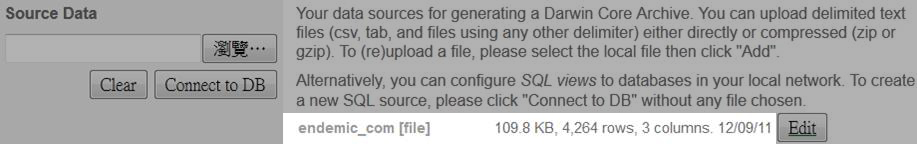 Source Data
瀏覽…
Clear
Connect to DB
Your data sources for generating a Darwin Core Archive. You can upload delimited text
files (csv, tab, and files using any other delimiter) either directly or compressed (zip or
gzip). To (re)upload a file, please select the local file then click "Add".
Alternatively, you can configure SQL views to databases in your local network. To create
a new SQL source, please click "Connect to DB" without any file chosen.
endemic_com [file] 109.8 KB, 4,264 rows, 3 columns. 12/09/11 Edit